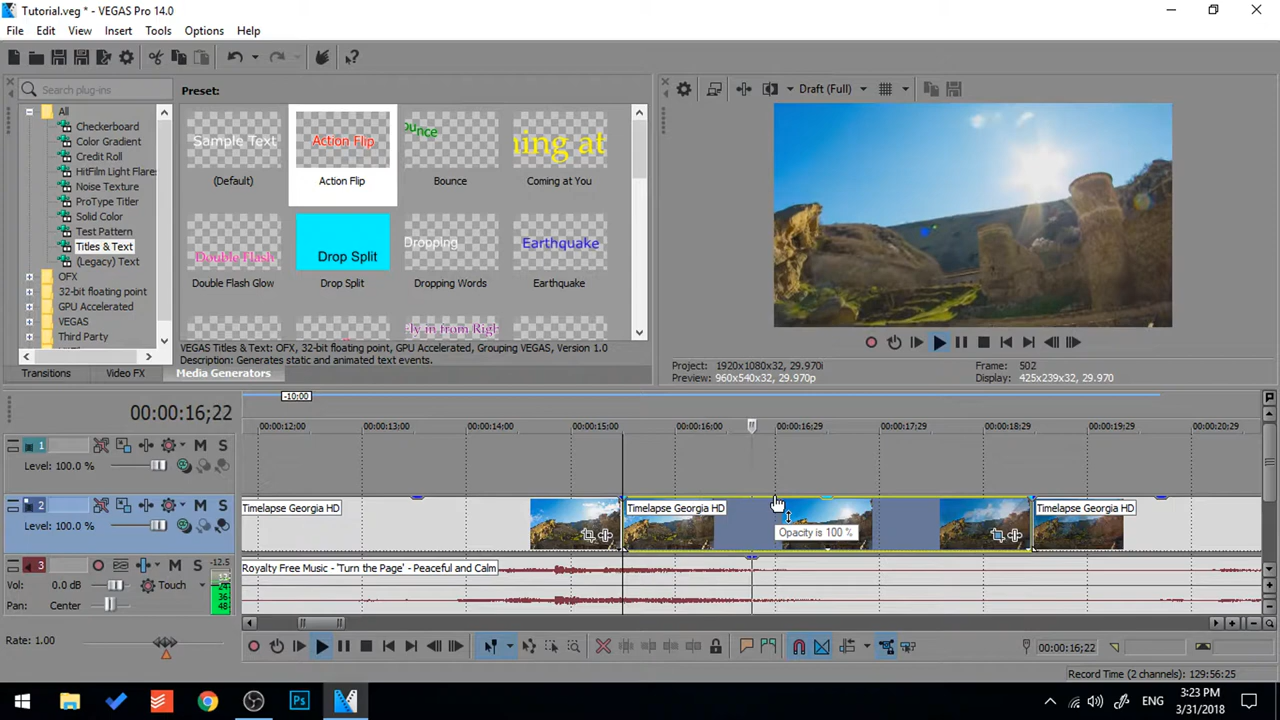 Tutorial.veg * - VEGAS Pro 14.0
File Edit View Insert Tools Options Help
Search plug-ins
Preset:
All
Checkerboard
Color Gradient
Credit Roll
HitFilm Light Flares
Noise Texture
ProType Titler
Solid Color
Test Pattern
Titles & Text
(Legacy) Text
OFX
32-bit floating point
GPU Accelerated
VEGAS
Third Party
Sample Text
Action Flip
ounce
ning at
(Default)
Action Flip
Bounce
Coming at You
Double Flash
Drop Split
Dropping
Earthquake
Double Flash Glow
Drop Split
Dropping Words
Earthquake
ly in from Righ
VEGAS Titles & Text: OFX, 32-bit floating point, GPU Accelerated, Grouping VEGAS, Version 1.0
Description: Generates static and animated text events.
Transitions Video FX Media Generators
Draft (Full)
Project: 1920x1080x32, 29.970i
Preview: 960x540x32, 29.970p
Frame: 502
Display: 425x239x32, 29.970
-10:00
00:00:16;22
00:00:12:00 00:00:13:00 00:00:14:00 00:00:15:00 00:00:16:00 00:00:16:29 00:00:17:29 00:00:18:29 00:00:19:29 00:00:20:29
1 M S
Level: 100.0 %
2 M S
Level: 100.0 %
Timelapse Georgia HD Timelapse Georgia HD Timelapse Georgia HD
Opacity is 100 %
3 M S -12.5
Vol: 0.0 dB Touch
Pan: Center
12
24
36
48
Royalty Free Music - 'Turn the Page' - Peaceful and Calm
Rate: 1.00
00:00:16;22
Record Time (2 channels): 129:56:25
Ps
ENG
3:23 PM
3/31/2018